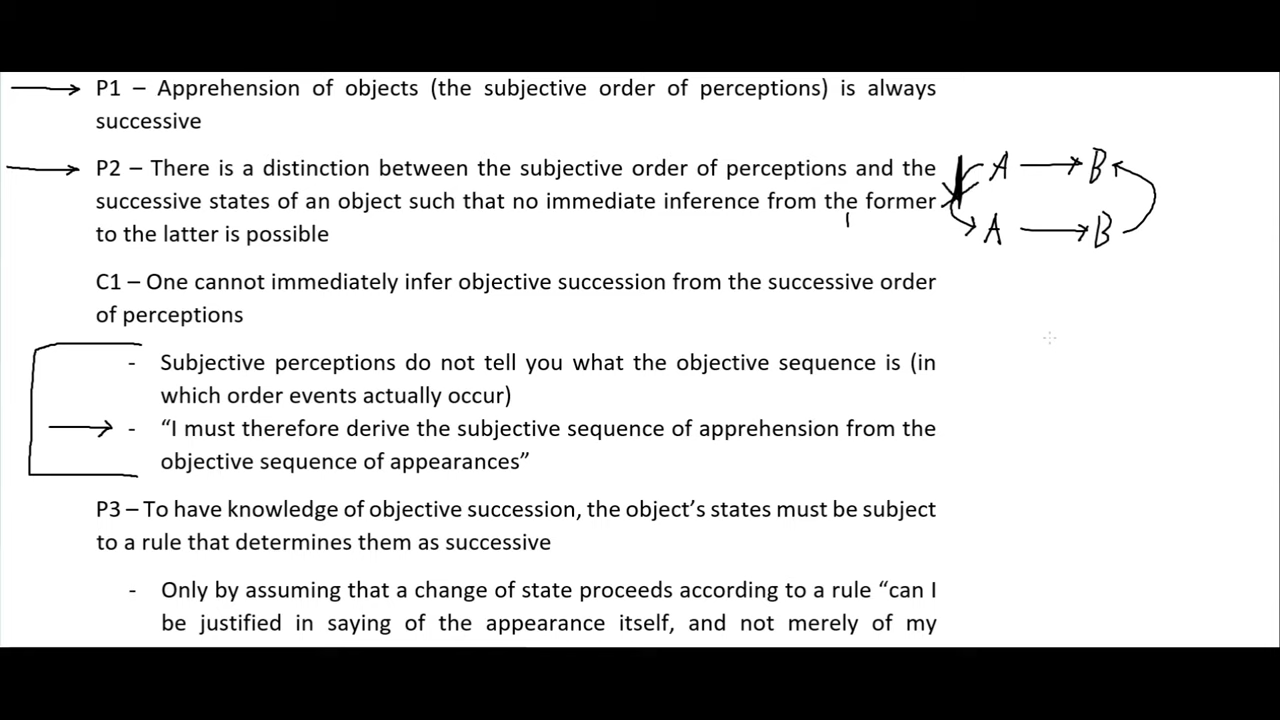 P1 – Apprehension of objects (the subjective order of perceptions) is always
successive
P2 – There is a distinction between the subjective order of perceptions and the
successive states of an object such that no immediate inference from the former
to the latter is possible
A → B
A → B
C1 – One cannot immediately infer objective succession from the successive order
of perceptions
- Subjective perceptions do not tell you what the objective sequence is (in
which order events actually occur)
- “I must therefore derive the subjective sequence of apprehension from the
objective sequence of appearances”
P3 – To have knowledge of objective succession, the object’s states must be subject
to a rule that determines them as successive
- Only by assuming that a change of state proceeds according to a rule “can I
be justified in saying of the appearance itself, and not merely of my